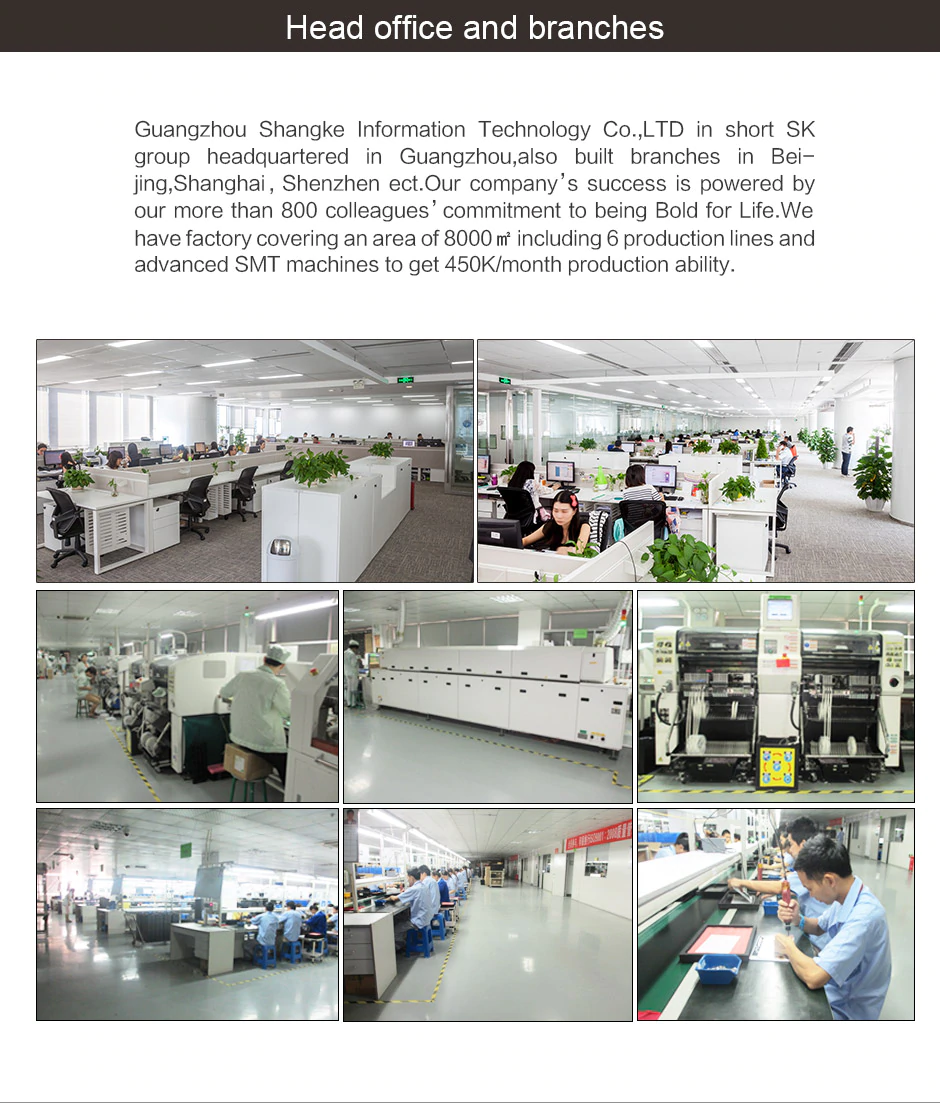 Head office and branches
Guangzhou Shangke Information Technology Co.,LTD in short SK
group headquartered in Guangzhou,also built branches in Bei-
jing,Shanghai, Shenzhen ect.Our company's success is powered by
our more than 800 colleagues' commitment to being Bold for Life.We
have factory covering an area of 8000㎡ including 6 production lines and
advanced SMT machines to get 450K/month production ability.